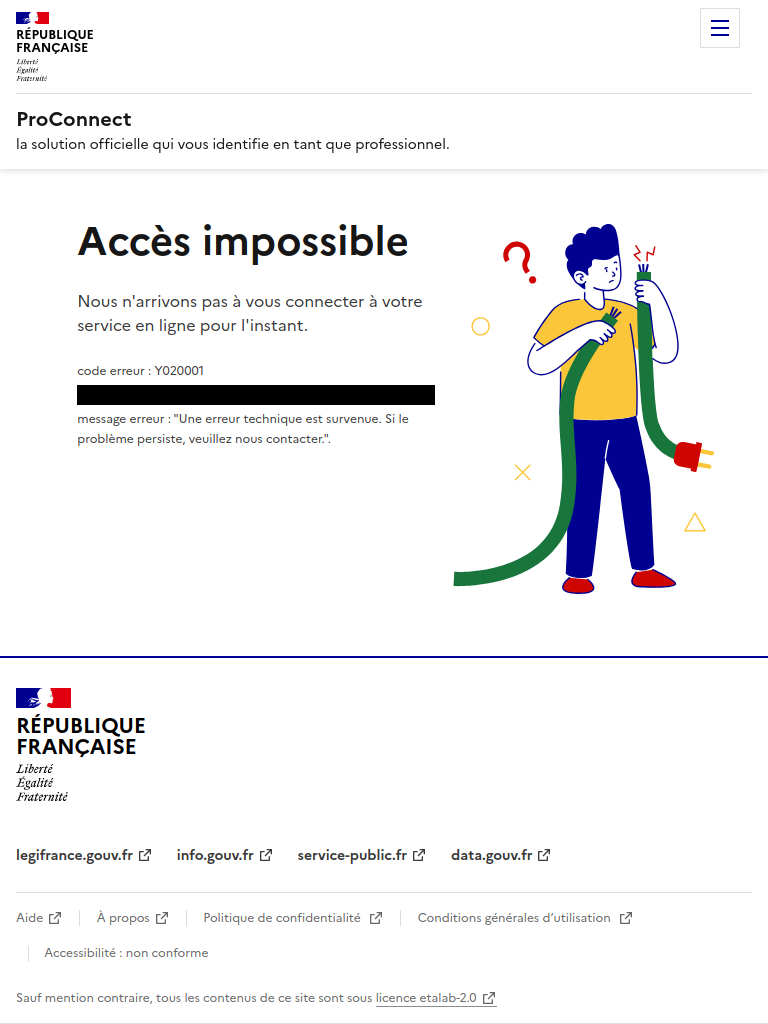 RÉPUBLIQUE
FRANÇAISE
Liberté
Égalité
Fraternité
ProConnect
la solution officielle qui vous identifie en tant que professionnel.
Accès impossible
Nous n'arrivons pas à vous connecter à votre
service en ligne pour l'instant.
code erreur : Y020001
message erreur : "Une erreur technique est survenue. Si le
problème persiste, veuillez nous contacter.".
RÉPUBLIQUE
FRANÇAISE
Liberté
Égalité
Fraternité
legifrance.gouv.fr info.gouv.fr service-public.fr data.gouv.fr
Aide À propos Politique de confidentialité Conditions générales d’utilisation
Accessibilité : non conforme
Sauf mention contraire, tous les contenus de ce site sont sous licence etalab-2.0